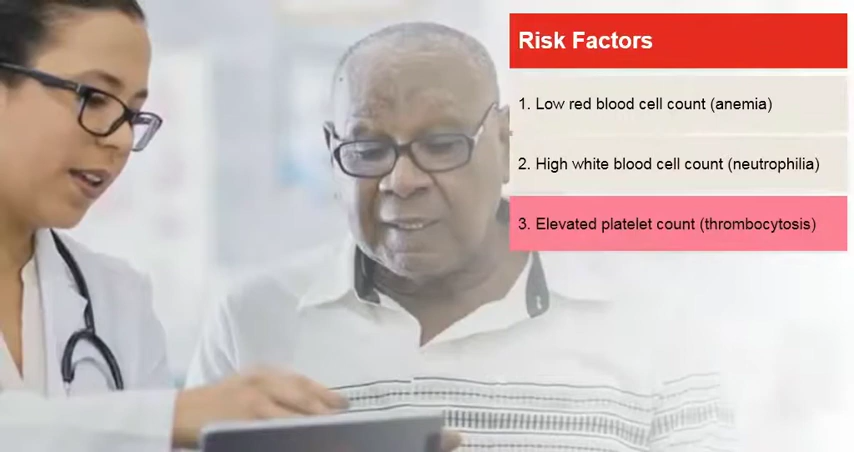 Risk Factors
1. Low red blood cell count (anemia)
2. High white blood cell count (neutrophilia)
3. Elevated platelet count (thrombocytosis)